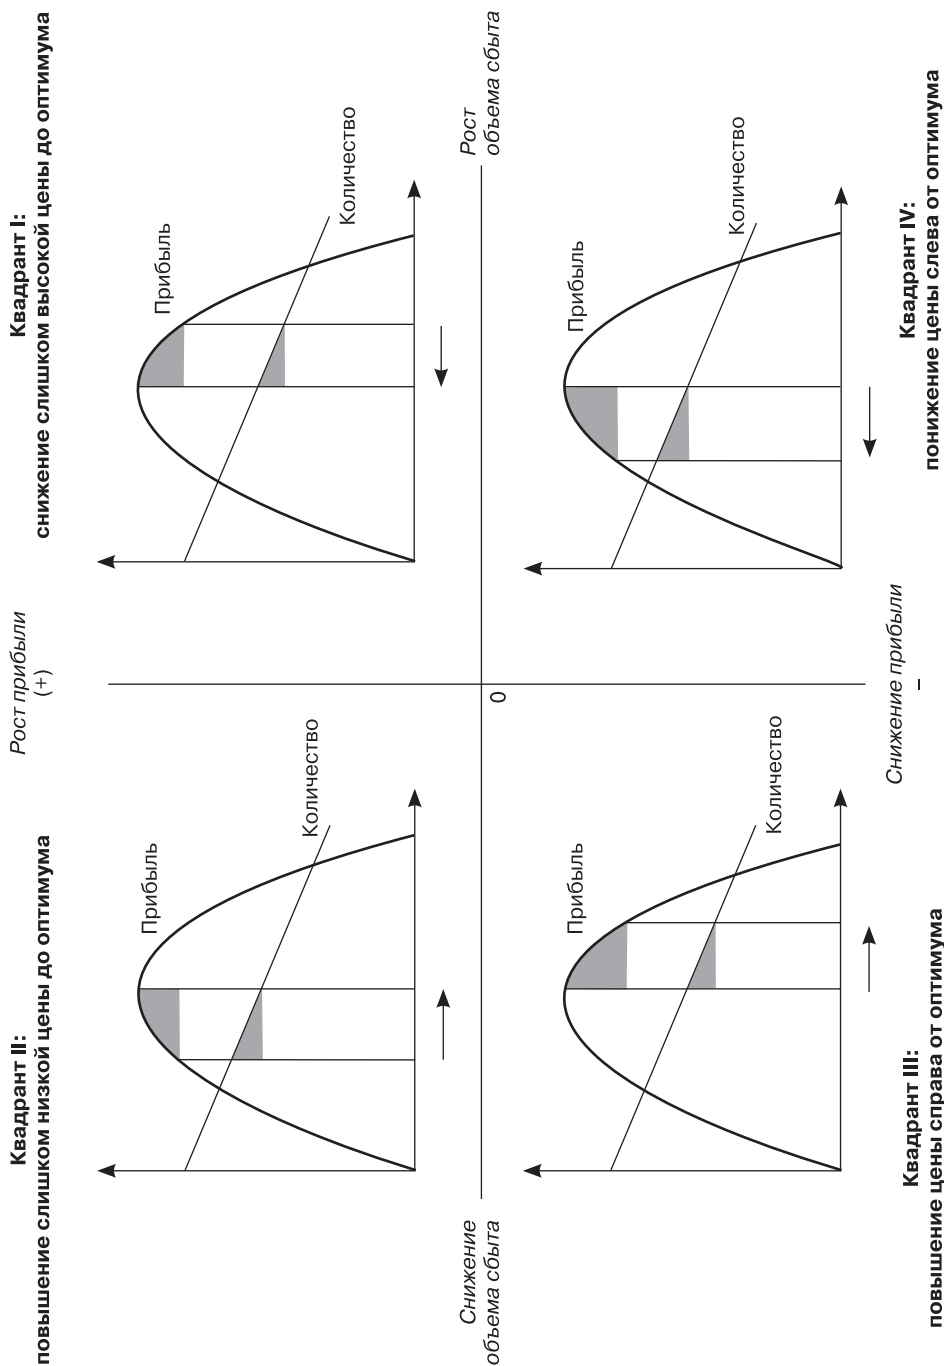 Квадрант II:
повышение слишком низкой цены до оптимума
Рост прибыли
(+)
Квадрант I:
снижение слишком высокой цены до оптимума
Прибыль
Количество
Прибыль
Количество
Снижение
объема сбыта
0
Рост
объема сбыта
Прибыль
Количество
Прибыль
Количество
Квадрант III:
повышение цены справа от оптимума
Снижение прибыли
–
Квадрант IV:
понижение цены слева от оптимума